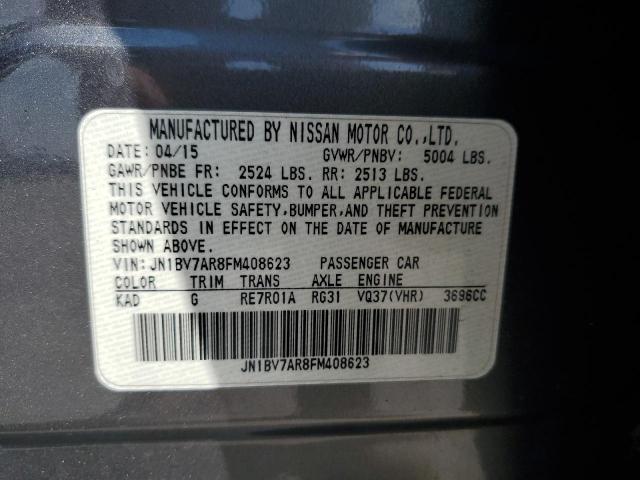 MANUFACTURED BY NISSAN MOTOR CO.,LTD.
DATE: 04/15 GVWR/PNBV: 5004 LBS.
GAWR/PNBE FR: 2524 LBS. RR: 2513 LBS.
THIS VEHICLE CONFORMS TO ALL APPLICABLE FEDERAL
MOTOR VEHICLE SAFETY,BUMPER,AND THEFT PREVENTION
STANDARDS IN EFFECT ON THE DATE OF MANUFACTURE
SHOWN ABOVE.
VIN: JN1BV7AR8FM408623 PASSENGER CAR
COLOR TRIM TRANS AXLE ENGINE
KAD G RE7R01A RG31 VQ37(VHR) 3696CC
JN1BV7AR8FM408623